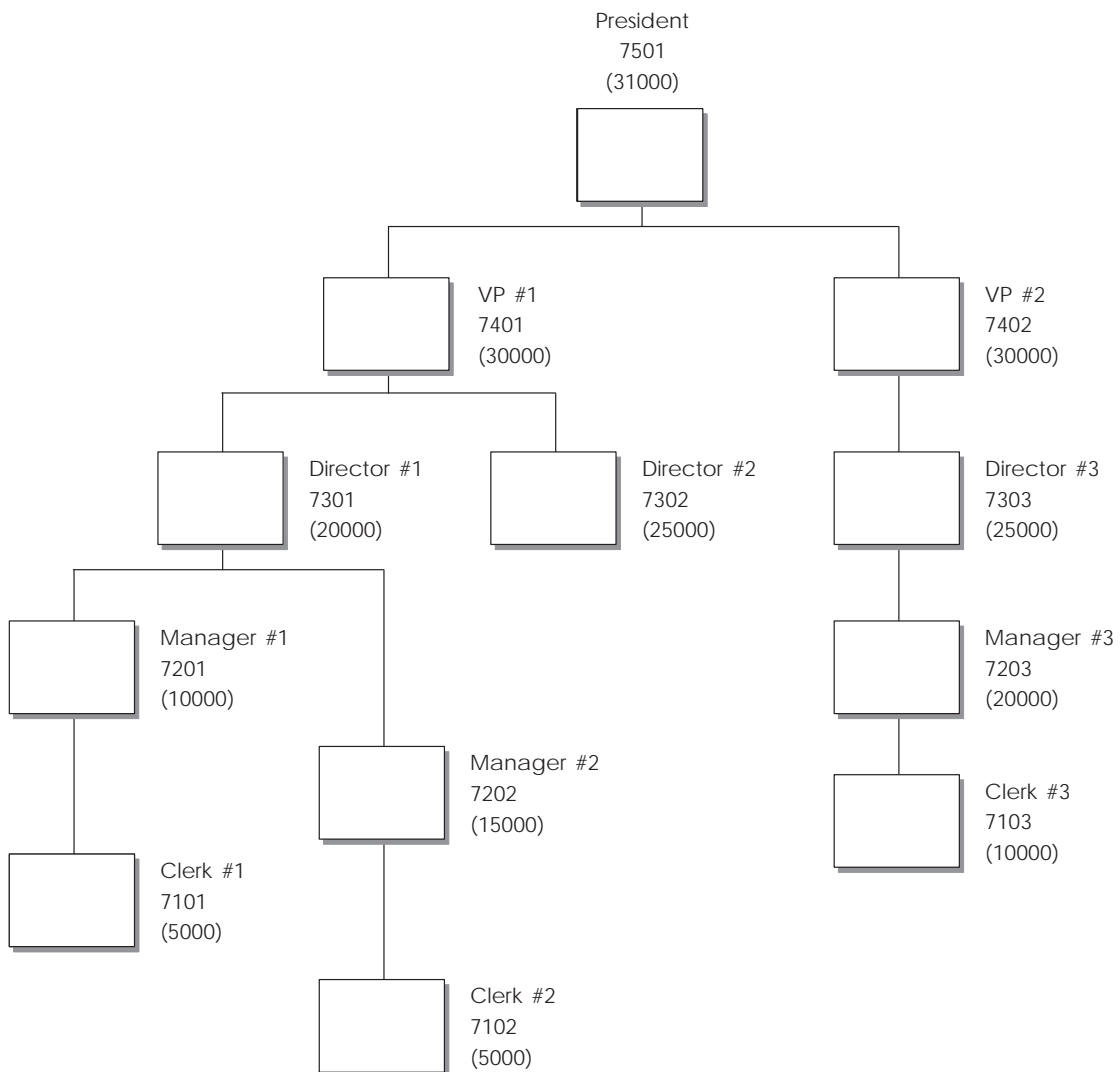 President
7501
(31000)
VP #1
7401
(30000)
VP #2
7402
(30000)
Director #1
7301
(20000)
Director #2
7302
(25000)
Director #3
7303
(25000)
Manager #1
7201
(10000)
Manager #3
7203
(20000)
Manager #2
7202
(15000)
Clerk #3
7103
(10000)
Clerk #1
7101
(5000)
Clerk #2
7102
(5000)